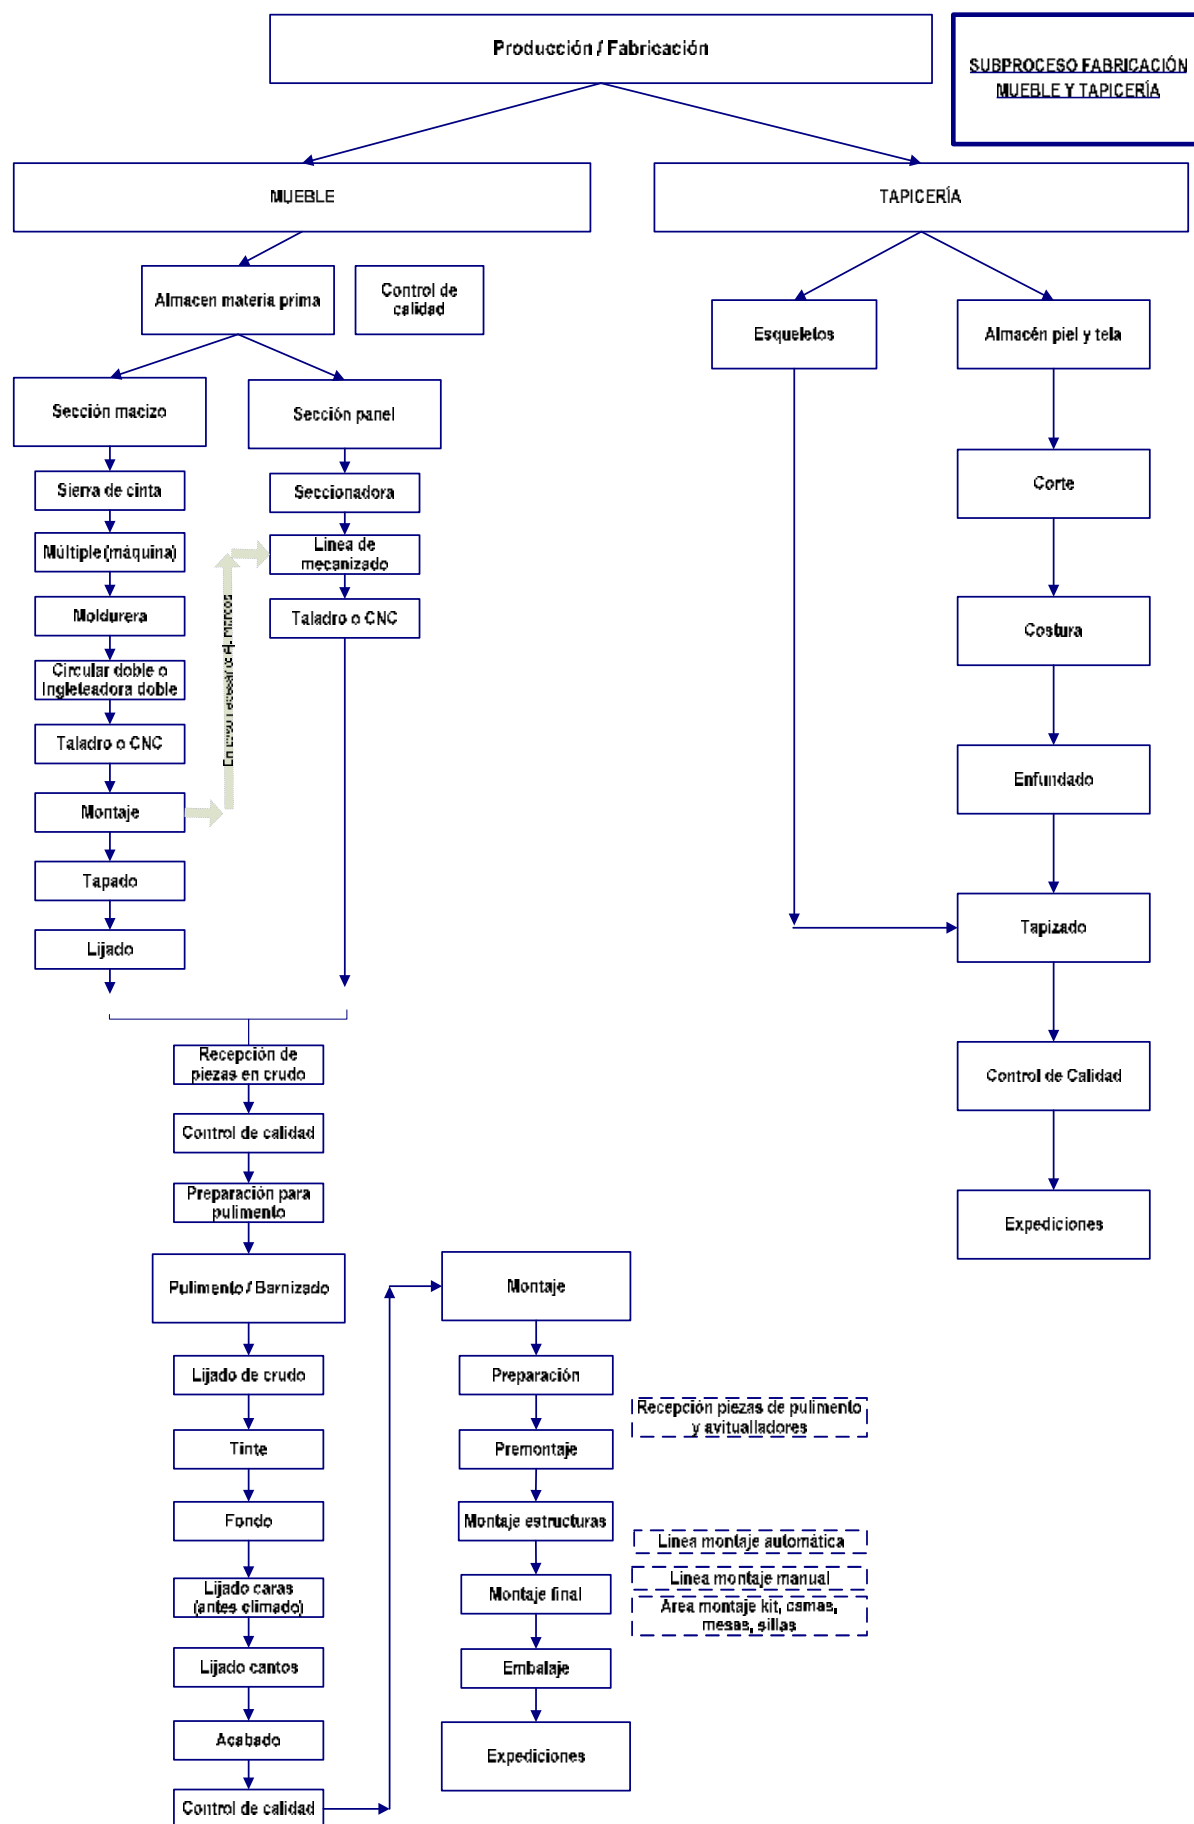 Producción / Fabricación
SUBPROCESO FABRICACIÓN
MUEBLE Y TAPICERÍA
MUEBLE
TAPICERÍA
Almacen materia prima
Control de
calidad
Esqueletos
Almacén piel y tela
Sección macizo
Sección panel
Sierra de cinta
Seccionadora
Corte
Múltiple (máquina)
Linea de
mecanizado
Moldurera
Taladro o CNC
Costura
Circular doble o
Ingleteadora doble
En caso necesario Ej. Marcos
Taladro o CNC
Enfundado
Montaje
Tapado
Tapizado
Lijado
Recepción de
piezas en crudo
Control de Calidad
Control de calidad
Preparación para
pulimento
Expediciones
Pulimento / Barnizado
Montaje
Lijado de crudo
Preparación
Recepción piezas de pulimento
y avitualladores
Tinte
Premontaje
Fondo
Montaje estructuras
Linea montaje automática
Lijado caras
(antes climado)
Montaje final
Linea montaje manual
Area montaje kit, camas,
mesas, sillas
Lijado cantos
Embalaje
Acabado
Expediciones
Control de calidad